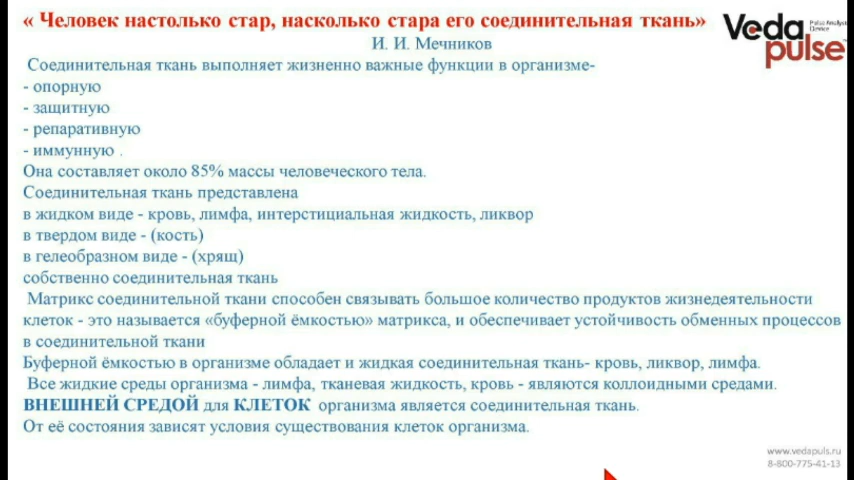 « Человек настолько стар, насколько стара его соединительная ткань»
Veda pulse
Pulse Analysis
Device
И. И. Мечников
Соединительная ткань выполняет жизненно важные функции в организме-
- опорную
- защитную
- репаративную
- иммунную .
Она составляет около 85% массы человеческого тела.
Соединительная ткань представлена
в жидком виде - кровь, лимфа, интерстициальная жидкость, ликвор
в твердом виде - (кость)
в гелеобразном виде - (хрящ)
собственно соединительная ткань
Матрикс соединительной ткани способен связывать большое количество продуктов жизнедеятельности
клеток - это называется «буферной ёмкостью» матрикса, и обеспечивает устойчивость обменных процессов
в соединительной ткани
Буферной ёмкостью в организме обладает и жидкая соединительная ткань- кровь, ликвор, лимфа.
Все жидкие среды организма - лимфа, тканевая жидкость, кровь - являются коллоидными средами.
ВНЕШНЕЙ СРЕДОЙ для КЛЕТОК организма является соединительная ткань.
От её состояния зависят условия существования клеток организма.
www.vedapuls.ru
8-800-775-41-13